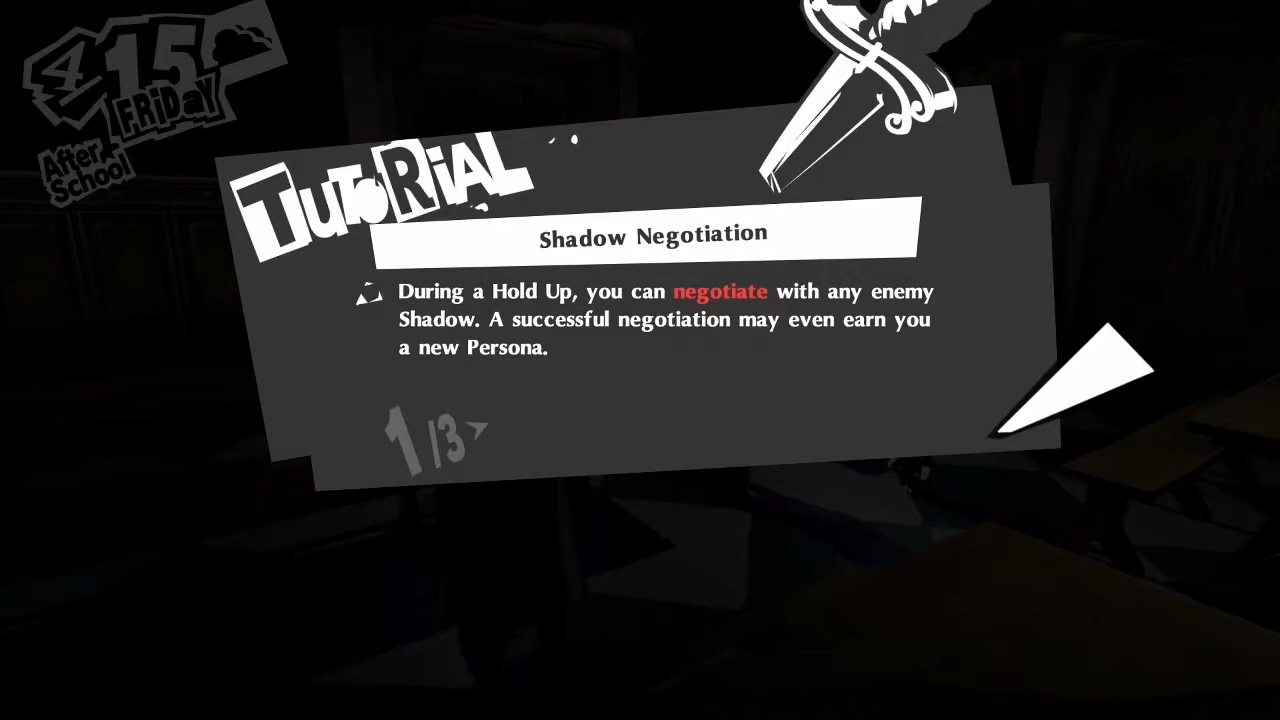 4/15
FRiDaY
After
School
TUToRiAL
Shadow Negotiation
During a Hold Up, you can negotiate with any enemy
Shadow. A successful negotiation may even earn you
a new Persona.
1/3